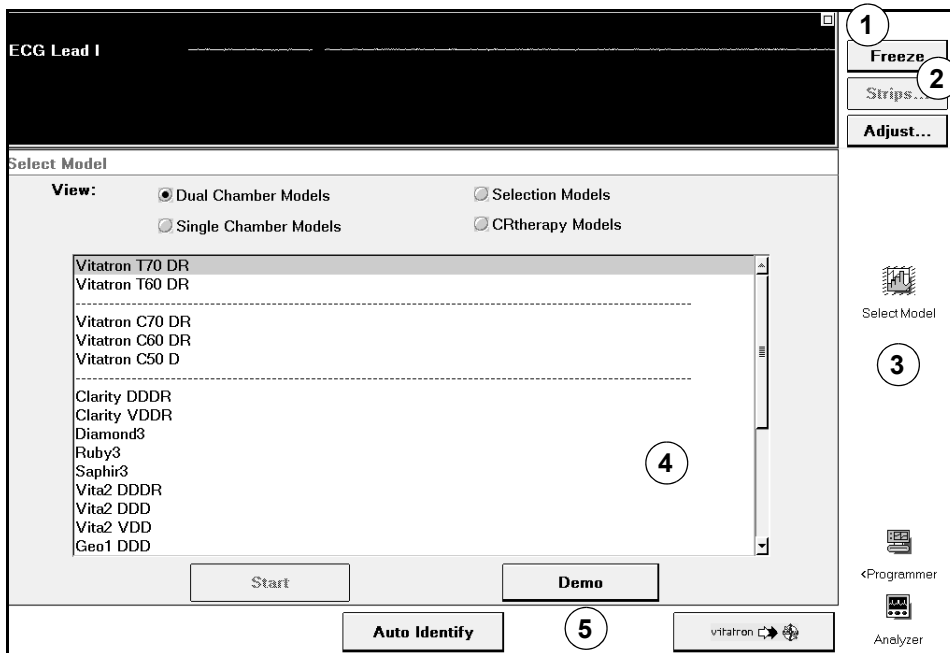 ECG Lead I
1
Freeze
2
Strips...
Adjust...
Select Model
View:
Dual Chamber Models
Selection Models
Single Chamber Models
CRtherapy Models
Vitatron T70 DR
Vitatron T60 DR
Vitatron C70 DR
Vitatron C60 DR
Vitatron C50 D
Clarity DDDR
Clarity VDDR
Diamond3
Ruby3
Saphir3
Vita2 DDDR
Vita2 DDD
Vita2 VDD
Geo1 DDD
Select Model
3
4
<Programmer
Start
Demo
Auto Identify
5
vitatron
Analyzer